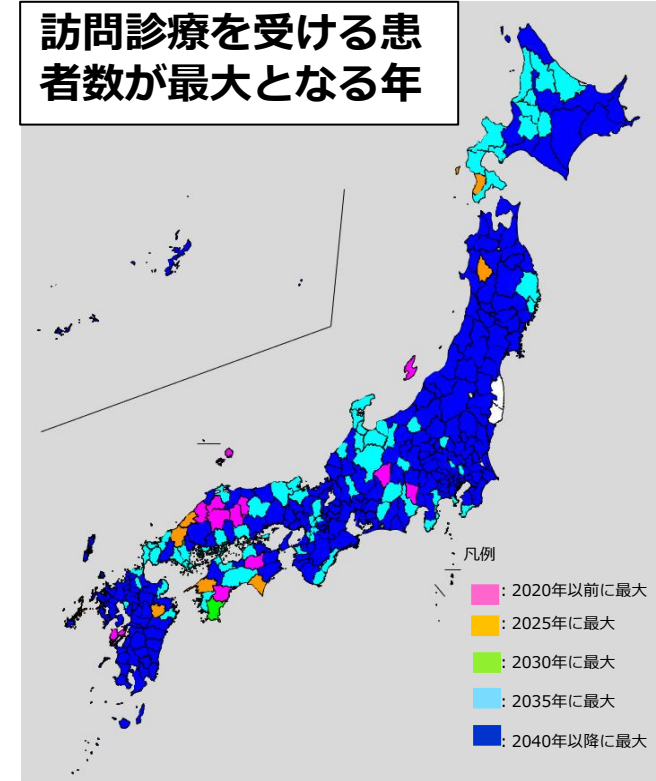 訪問診療を受ける患
者数が最大となる年
凡例
: 2020年以前に最大
: 2025年に最大
: 2030年に最大
: 2035年に最大
: 2040年以降に最大